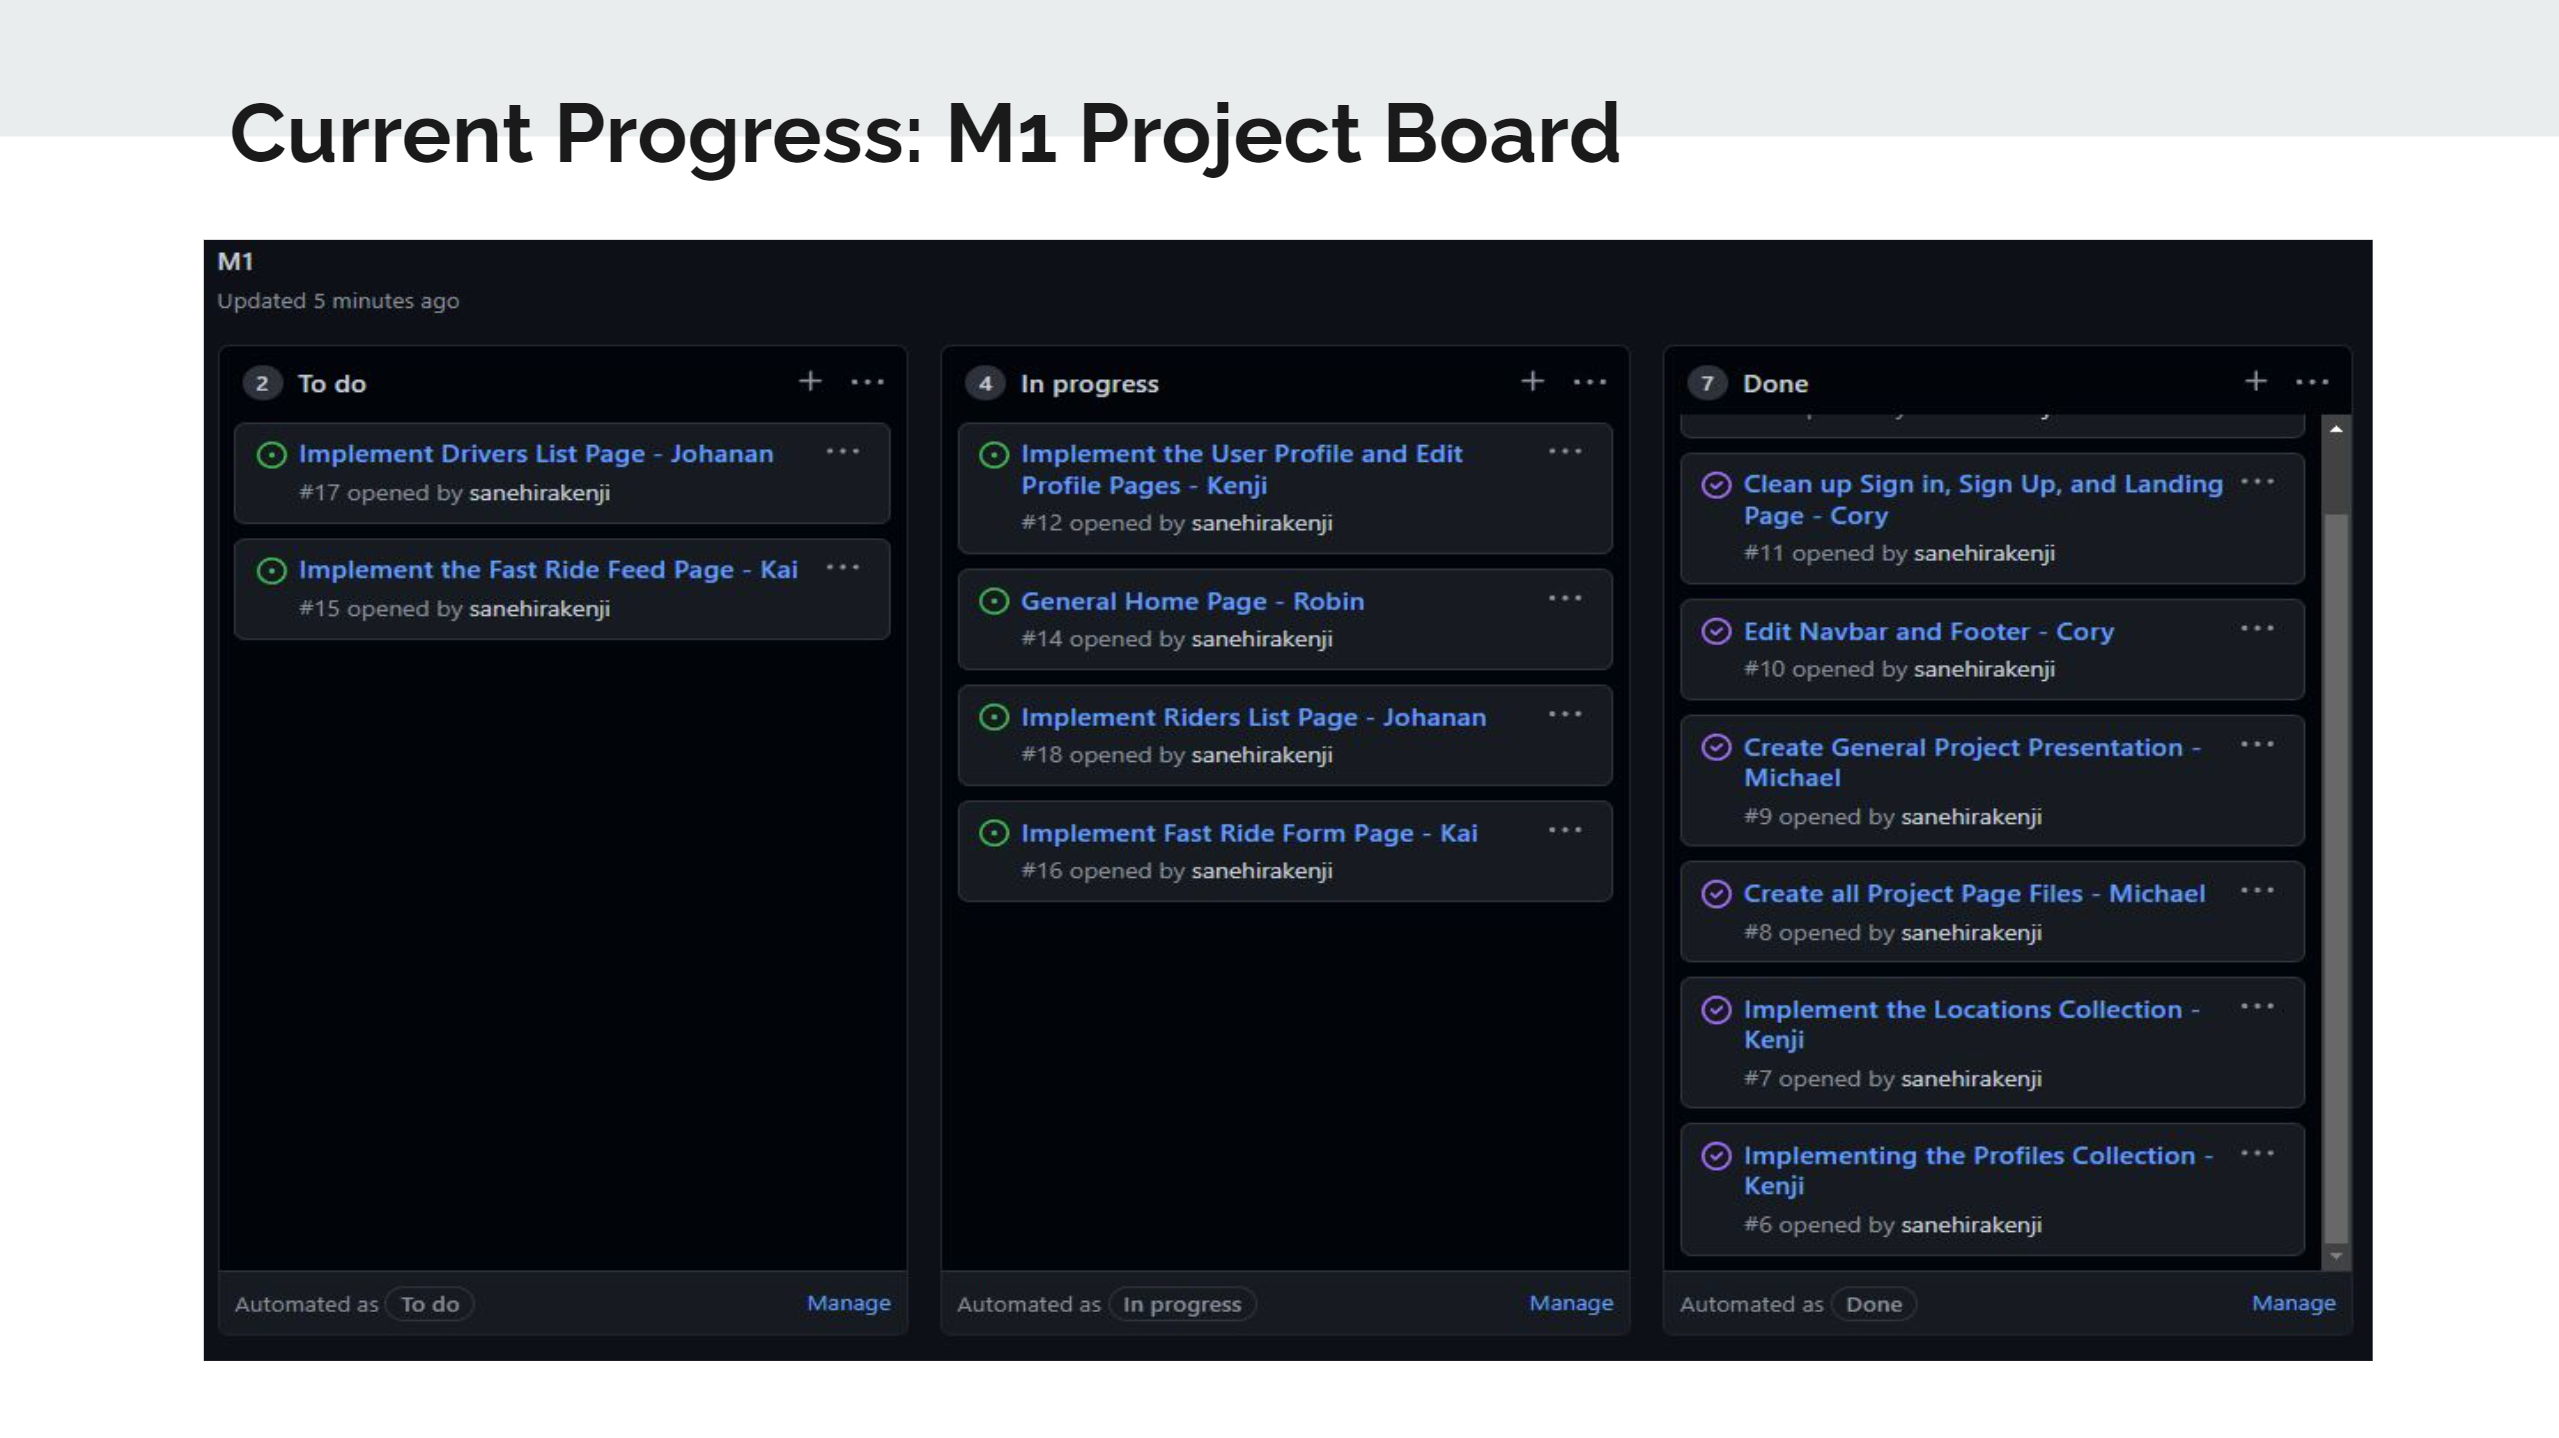 Current Progress: M1 Project Board
M1
Updated 5 minutes ago
2 To do
Implement Drivers List Page - Johanan
#17 opened by sanehirakenji
Implement the Fast Ride Feed Page - Kai
#15 opened by sanehirakenji
Automated as To do
Manage
4 In progress
Implement the User Profile and Edit
Profile Pages - Kenji
#12 opened by sanehirakenji
General Home Page - Robin
#14 opened by sanehirakenji
Implement Riders List Page - Johanan
#18 opened by sanehirakenji
Implement Fast Ride Form Page - Kai
#16 opened by sanehirakenji
Automated as In progress
Manage
7 Done
Clean up Sign in, Sign Up, and Landing
Page - Cory
#11 opened by sanehirakenji
Edit Navbar and Footer - Cory
#10 opened by sanehirakenji
Create General Project Presentation -
Michael
#9 opened by sanehirakenji
Create all Project Page Files - Michael
#8 opened by sanehirakenji
Implement the Locations Collection -
Kenji
#7 opened by sanehirakenji
Implementing the Profiles Collection -
Kenji
#6 opened by sanehirakenji
Automated as Done
Manage